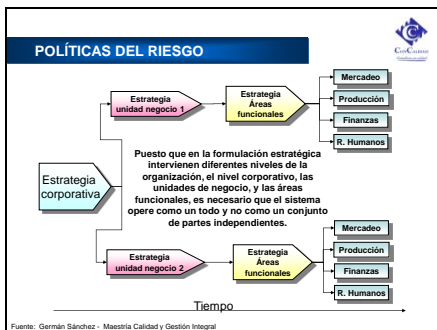 POLÍTICAS DEL RIESGO
CONCALIDAD
Estrategia
unidad negocio 1
Estrategia
Áreas
funcionales
Mercadeo
Producción
Finanzas
R. Humanos
Estrategia
corporativa
Puesto que en la formulación estratégica
intervienen diferentes niveles de la
organización, el nivel corporativo, las
unidades de negocio, y las áreas
funcionales, es necesario que el sistema
opere como un todo y no como un conjunto
de partes independientes.
Estrategia
unidad negocio 2
Estrategia
Áreas
funcionales
Mercadeo
Producción
Finanzas
R. Humanos
Tiempo
Fuente: Germán Sánchez - Maestría Calidad y Gestión Integral